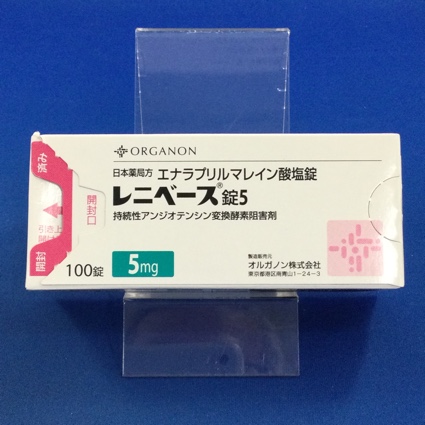 ORGANON
日本薬局方 エナラプリルマレイン酸塩錠
レニベース®錠5
持続性アンジオテンシン変換酵素阻害剤
100錠
5mg
製造販売元
オルガノン株式会社
東京都港区南青山1-24-3
開封口
開封
済み